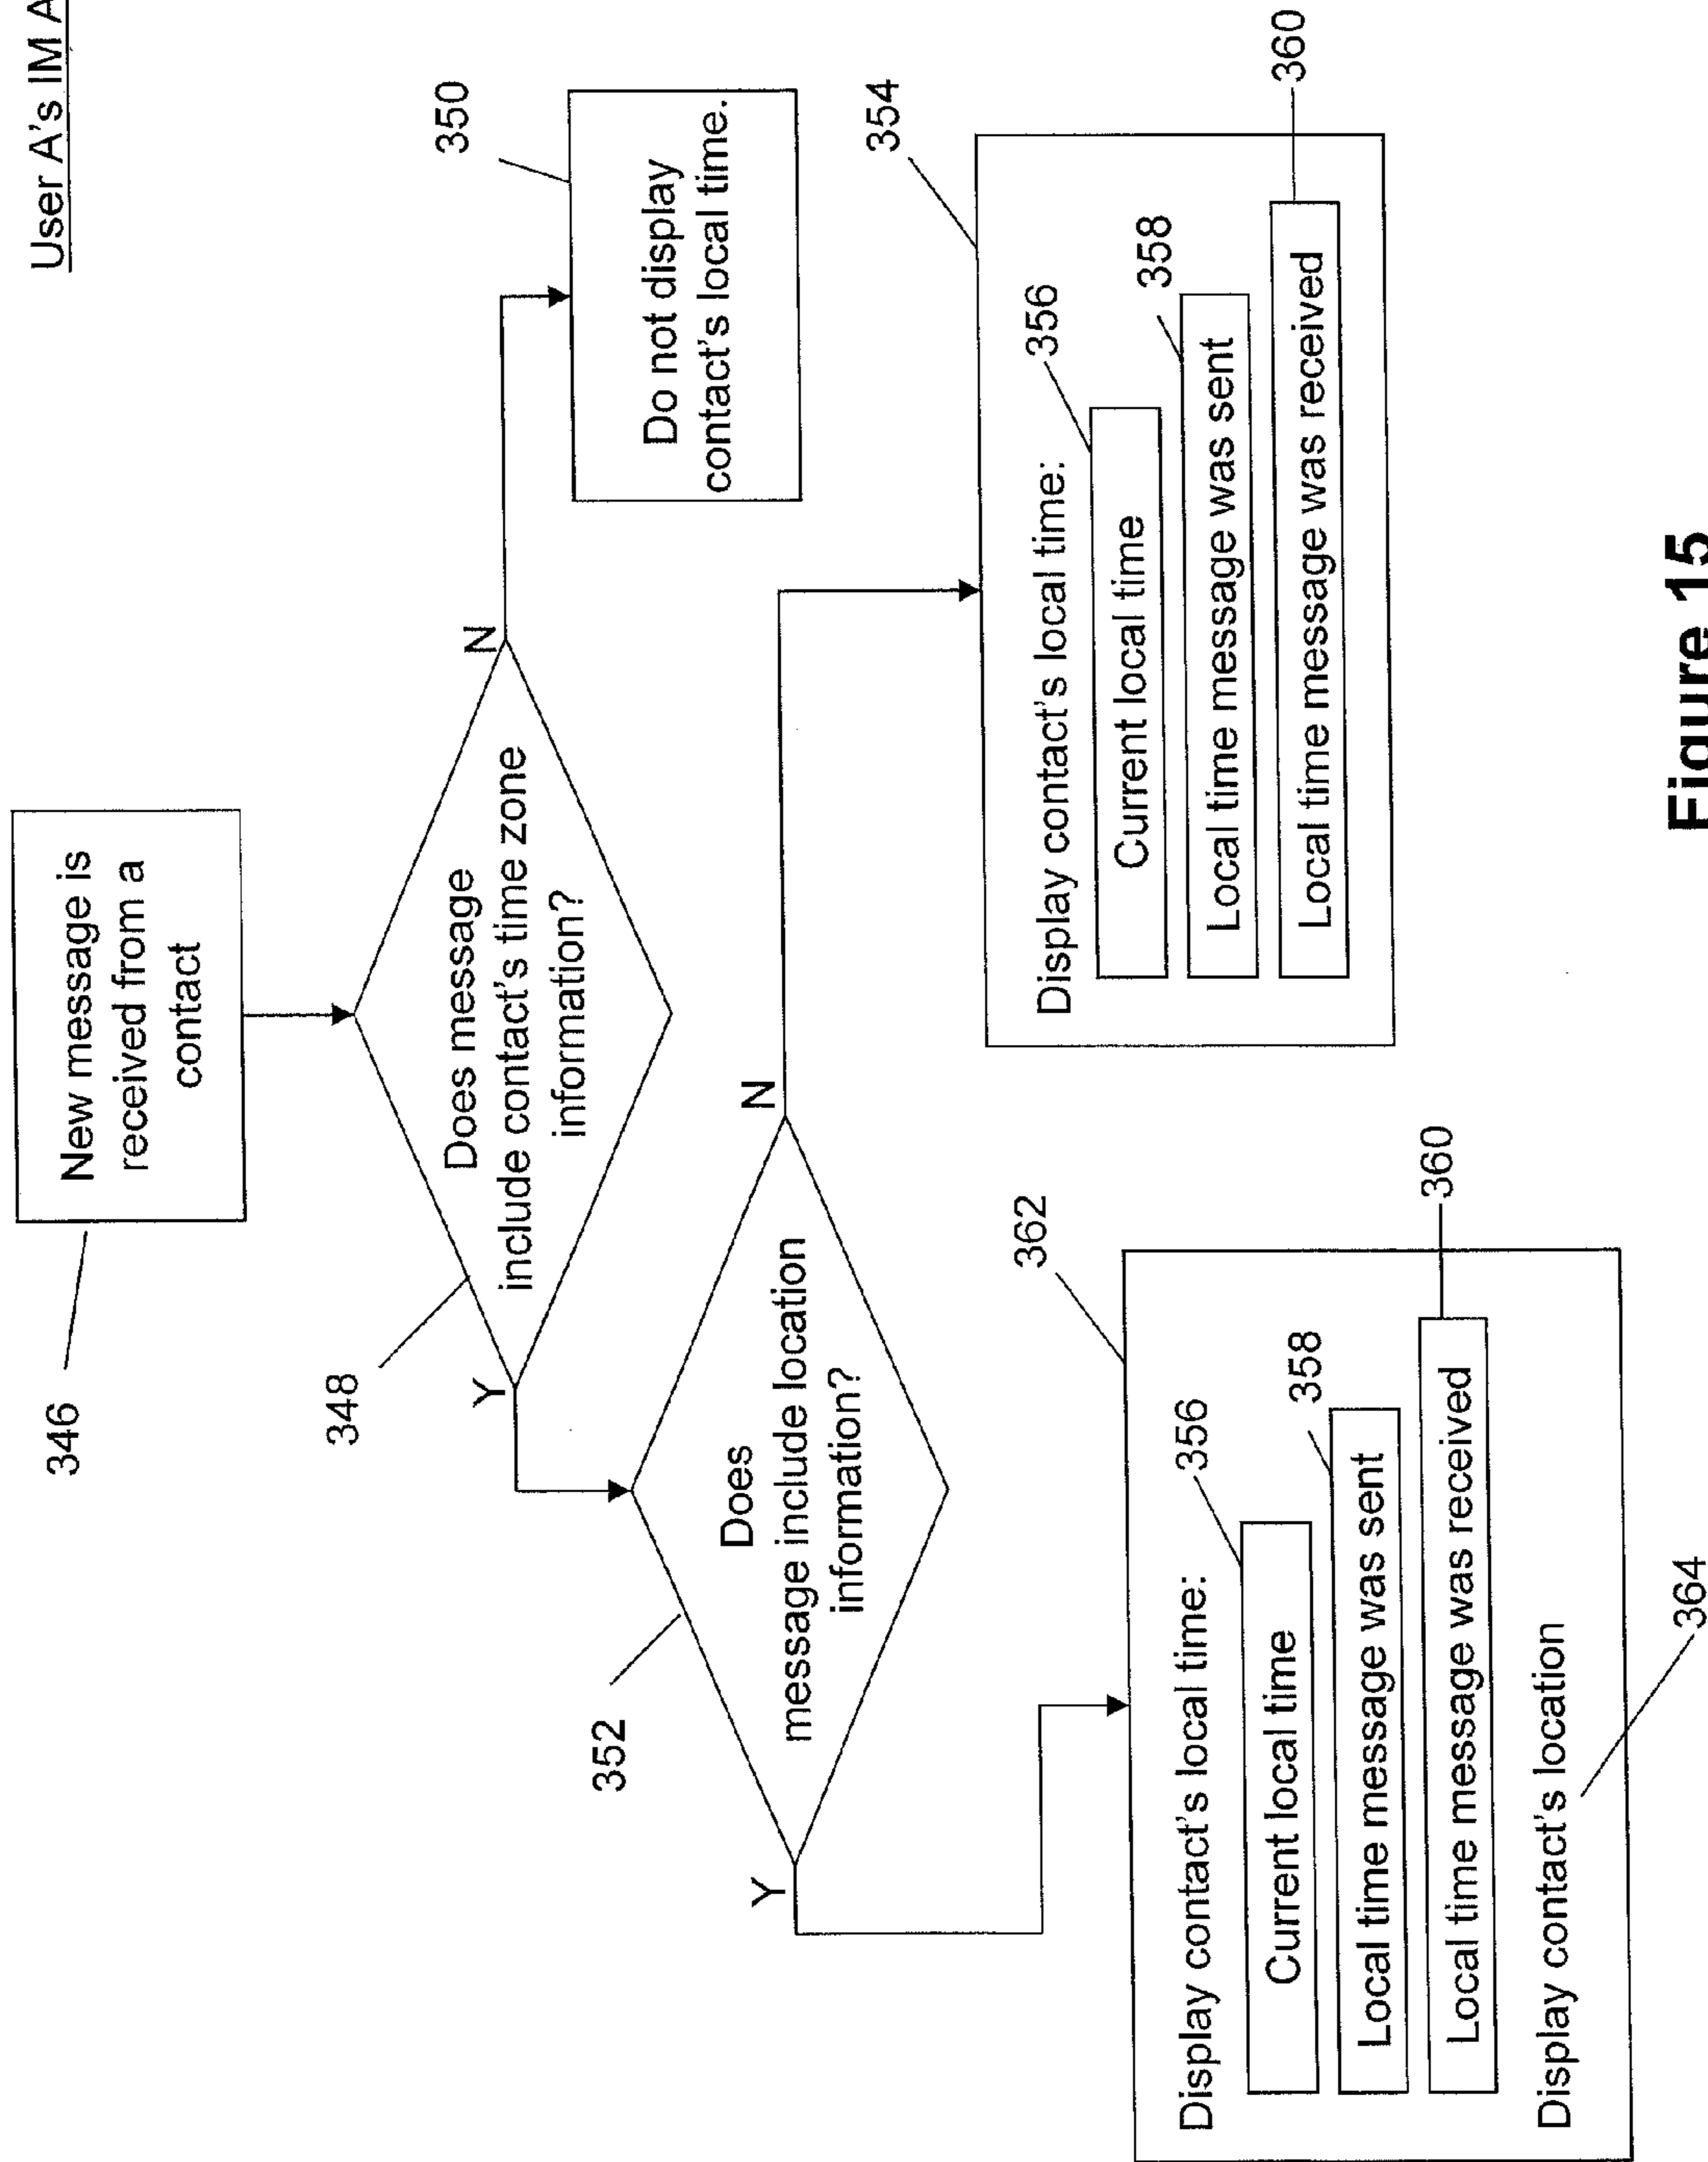 User A's IM A
346
New message is
received from a
contact
348
Does message
include contact's time zone
information?
Y
N
350
Do not display
contact's local time.
352
Does
message include location
information?
Y
N
362
Display contact's local time:
356
Current local time
358
Local time message was sent
360
Local time message was received
Display contact's location
364
354
Display contact's local time:
356
Current local time
358
Local time message was sent
360
Local time message was received
Figure 15